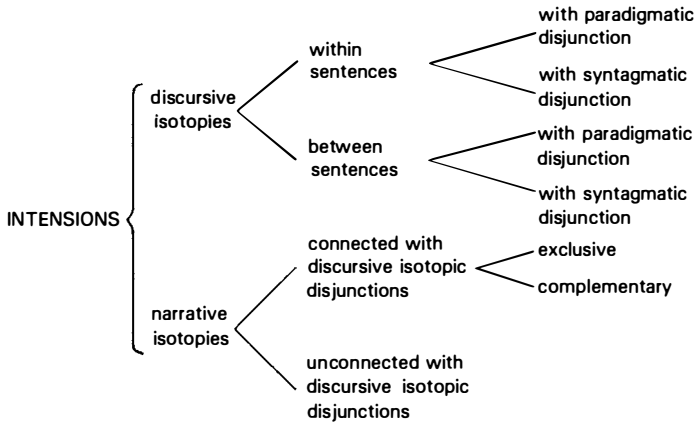 INTENSIONS
discursive
isotopies
within
sentences
with paradigmatic
disjunction
with syntagmatic
disjunction
between
sentences
with paradigmatic
disjunction
with syntagmatic
disjunction
narrative
isotopies
connected with
discursive isotopic
disjunctions
exclusive
complementary
unconnected with
discursive isotopic
disjunctions